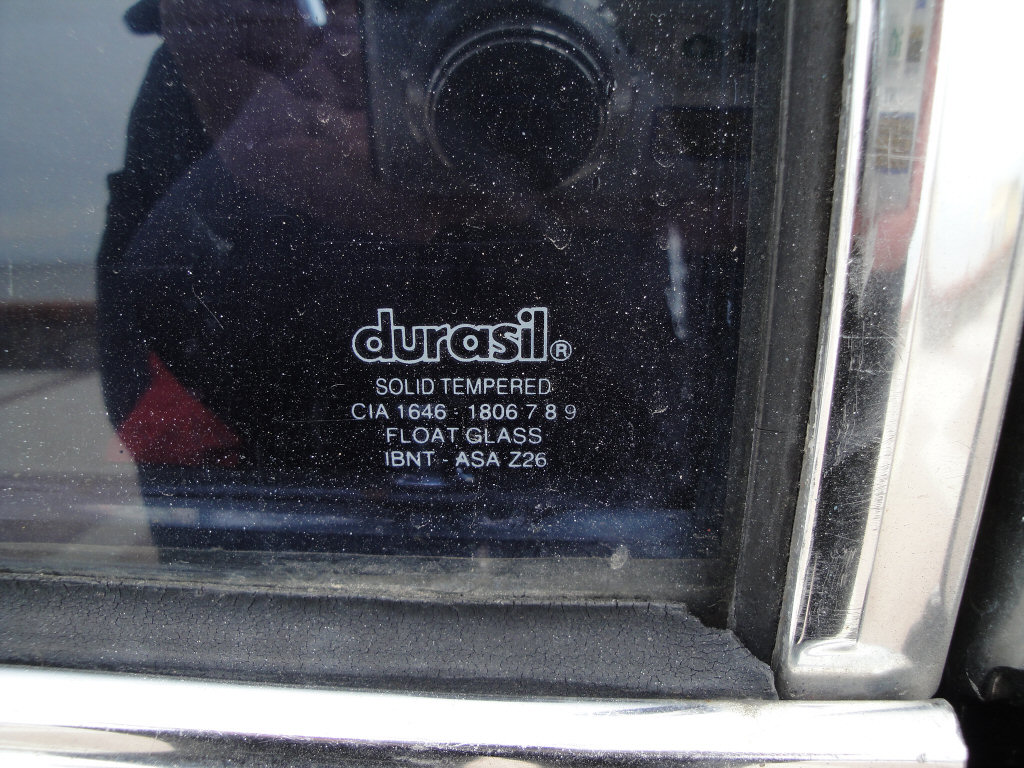 durasil®
SOLID TEMPERED
CIA 1646 - 1806 7 8 9
FLOAT GLASS
IBNT - ASA Z26